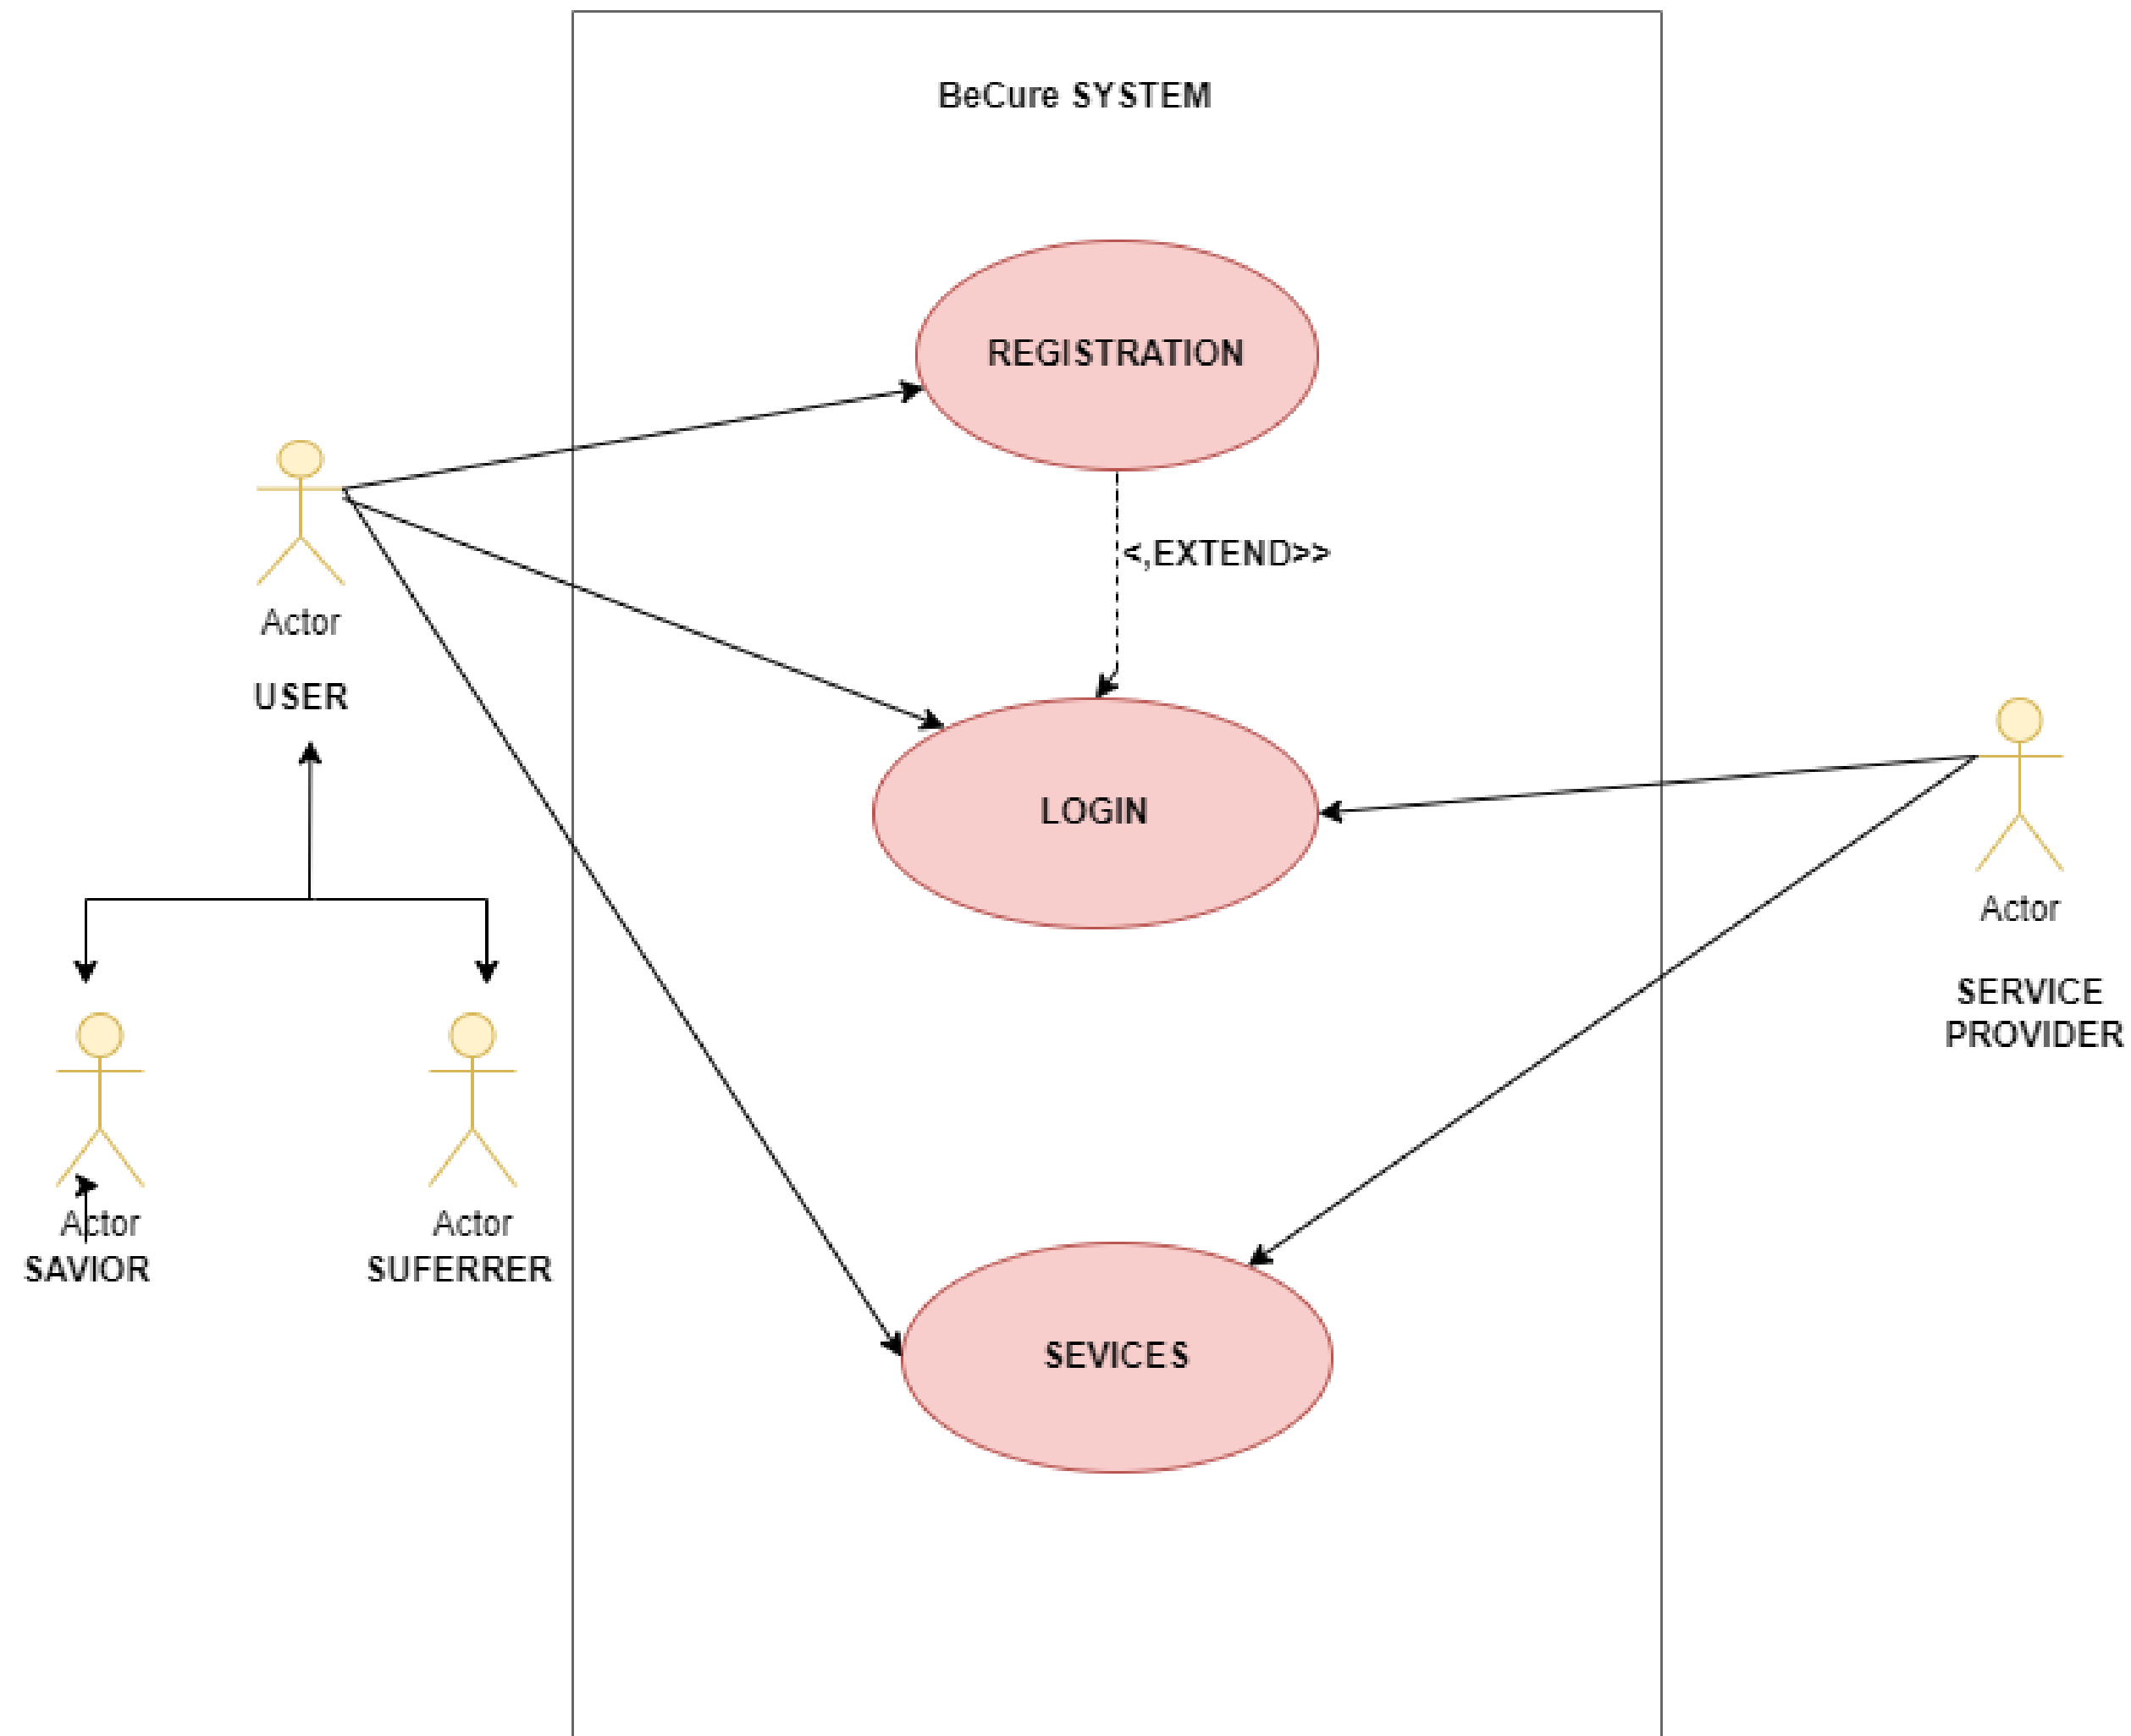 BeCure SYSTEM
REGISTRATION
<,EXTEND>>
Actor
USER
LOGIN
Actor
SERVICE
PROVIDER
Actor
SAVIOR
Actor
SUFERRER
SEVICES